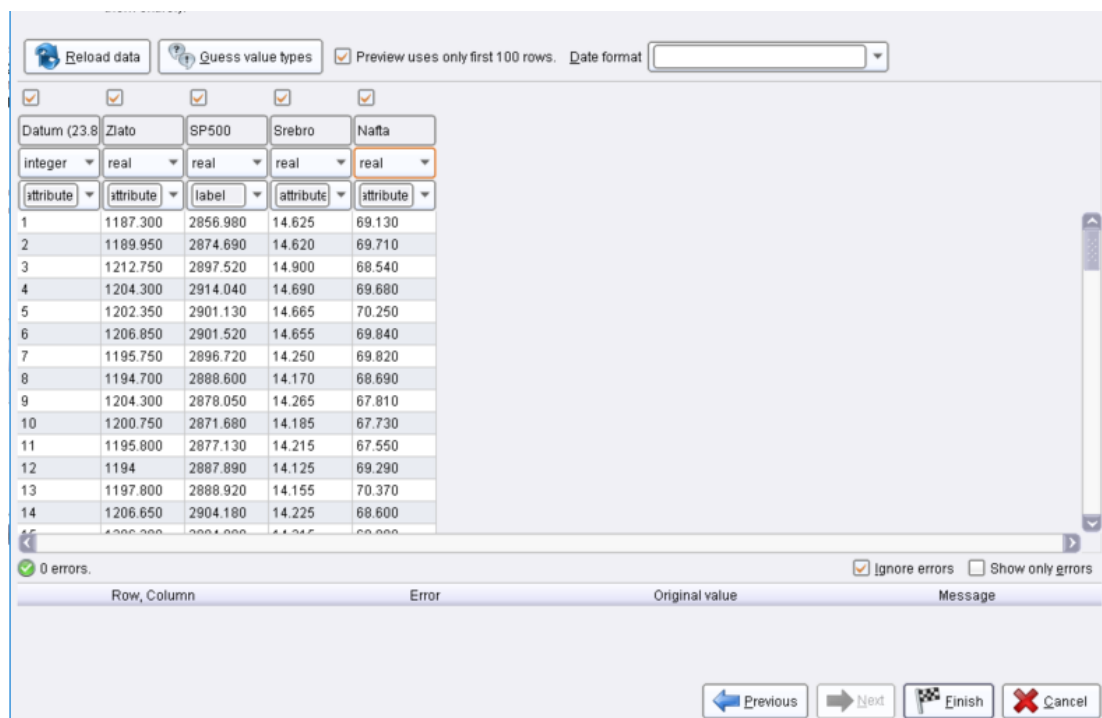 Reload data Guess value types Preview uses only first 100 rows. Date format
Datum (23.8 Zlato SP500 Srebro Nafta
integer real real real real
attribute attribute label attribute attribute
1 1187.300 2856.980 14.625 69.130
2 1189.950 2874.690 14.620 69.710
3 1212.750 2897.520 14.900 68.540
4 1204.300 2914.040 14.690 69.680
5 1202.350 2901.130 14.665 70.250
6 1206.850 2901.520 14.655 69.840
7 1195.750 2896.720 14.250 69.820
8 1194.700 2888.600 14.170 68.690
9 1204.300 2878.050 14.265 67.810
10 1200.750 2871.680 14.185 67.730
11 1195.800 2877.130 14.215 67.550
12 1194 2887.890 14.125 69.290
13 1197.800 2888.920 14.155 70.370
14 1206.650 2904.180 14.225 68.600
0 errors. Ignore errors Show only errors
Row, Column Error Original value Message
Previous Next Finish Cancel